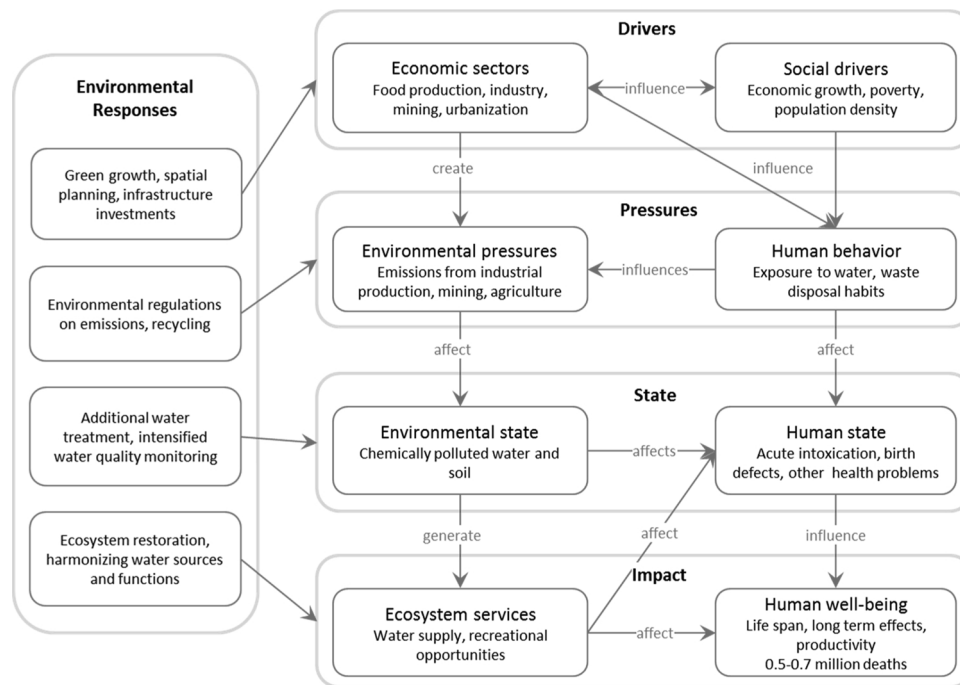 Environmental
Responses
Green growth, spatial
planning, infrastructure
investments
Environmental regulations
on emissions, recycling
Additional water
treatment, intensified
water quality monitoring
Ecosystem restoration,
harmonizing water sources
and functions
Drivers
Economic sectors
Food production, industry,
mining, urbanization
influence
Social drivers
Economic growth, poverty,
population density
create
influence
Pressures
Environmental pressures
Emissions from industrial
production, mining, agriculture
influences
Human behavior
Exposure to water, waste
disposal habits
affect
affect
State
Environmental state
Chemically polluted water and
soil
affects
Human state
Acute intoxication, birth
defects, other health problems
generate
affect
influence
Impact
Ecosystem services
Water supply, recreational
opportunities
affect
Human well-being
Life span, long term effects,
productivity
0.5-0.7 million deaths